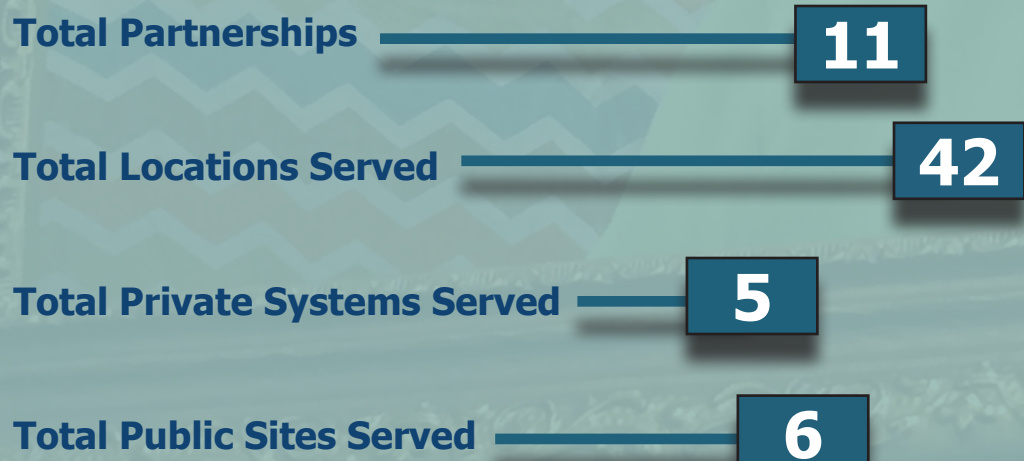 Total Partnerships 11
Total Locations Served 42
Total Private Systems Served 5
Total Public Sites Served 6